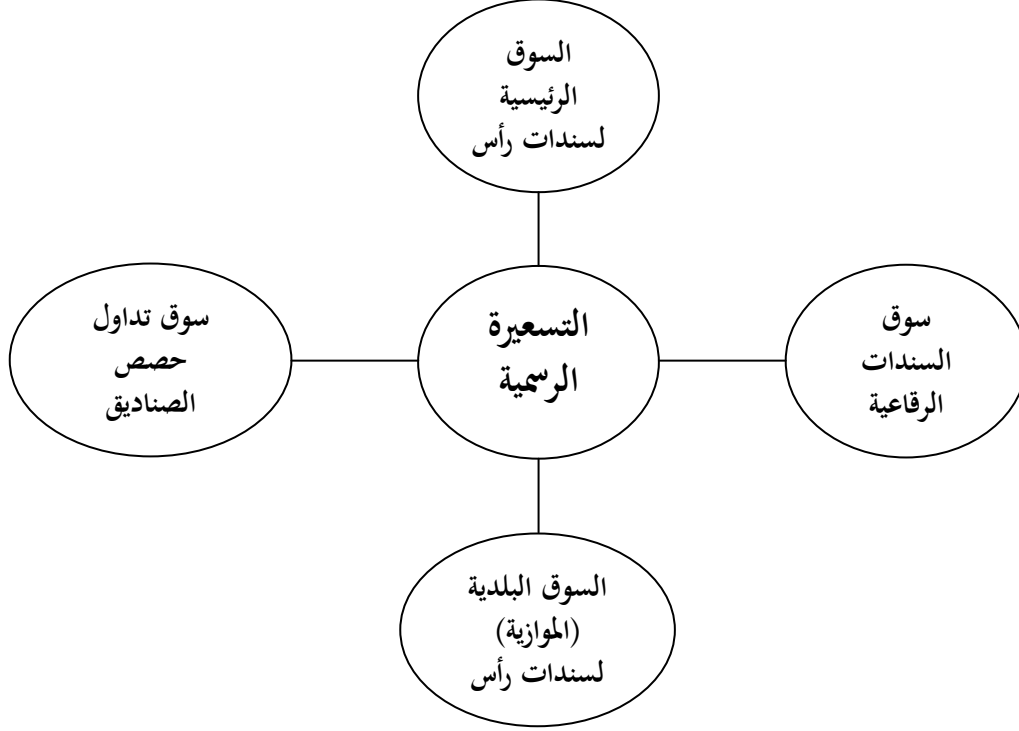 السوق
الرئيسية
لسندات رأس
سوق
السندات
الرقاعية
التسعيرة
الرسمية
سوق تداول
حصص
الصناديق
السوق البلدية
(الموازية)
لسندات رأس